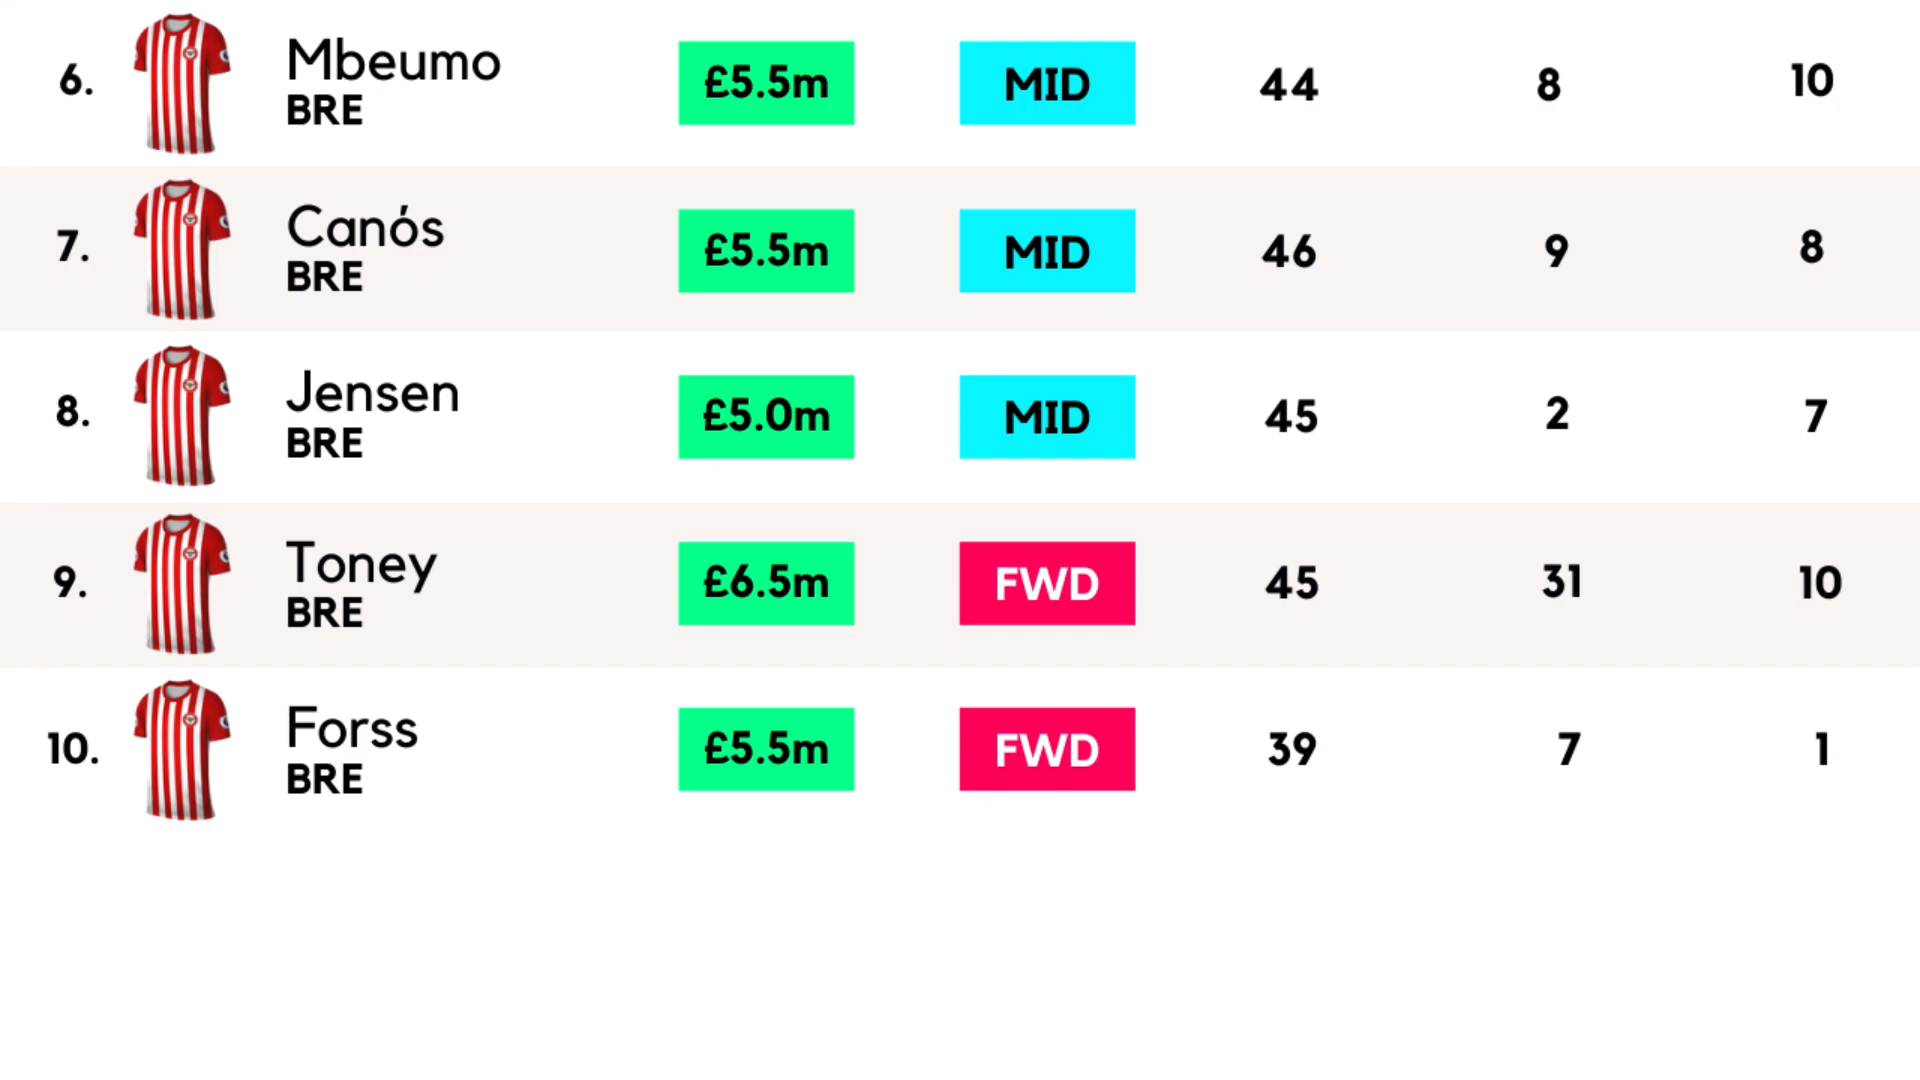 6. Mbeumo £5.5m MID 44 8 10
BRE
7. Canós £5.5m MID 46 9 8
BRE
8. Jensen £5.0m MID 45 2 7
BRE
9. Toney £6.5m FWD 45 31 10
BRE
10. Forss £5.5m FWD 39 7 1
BRE